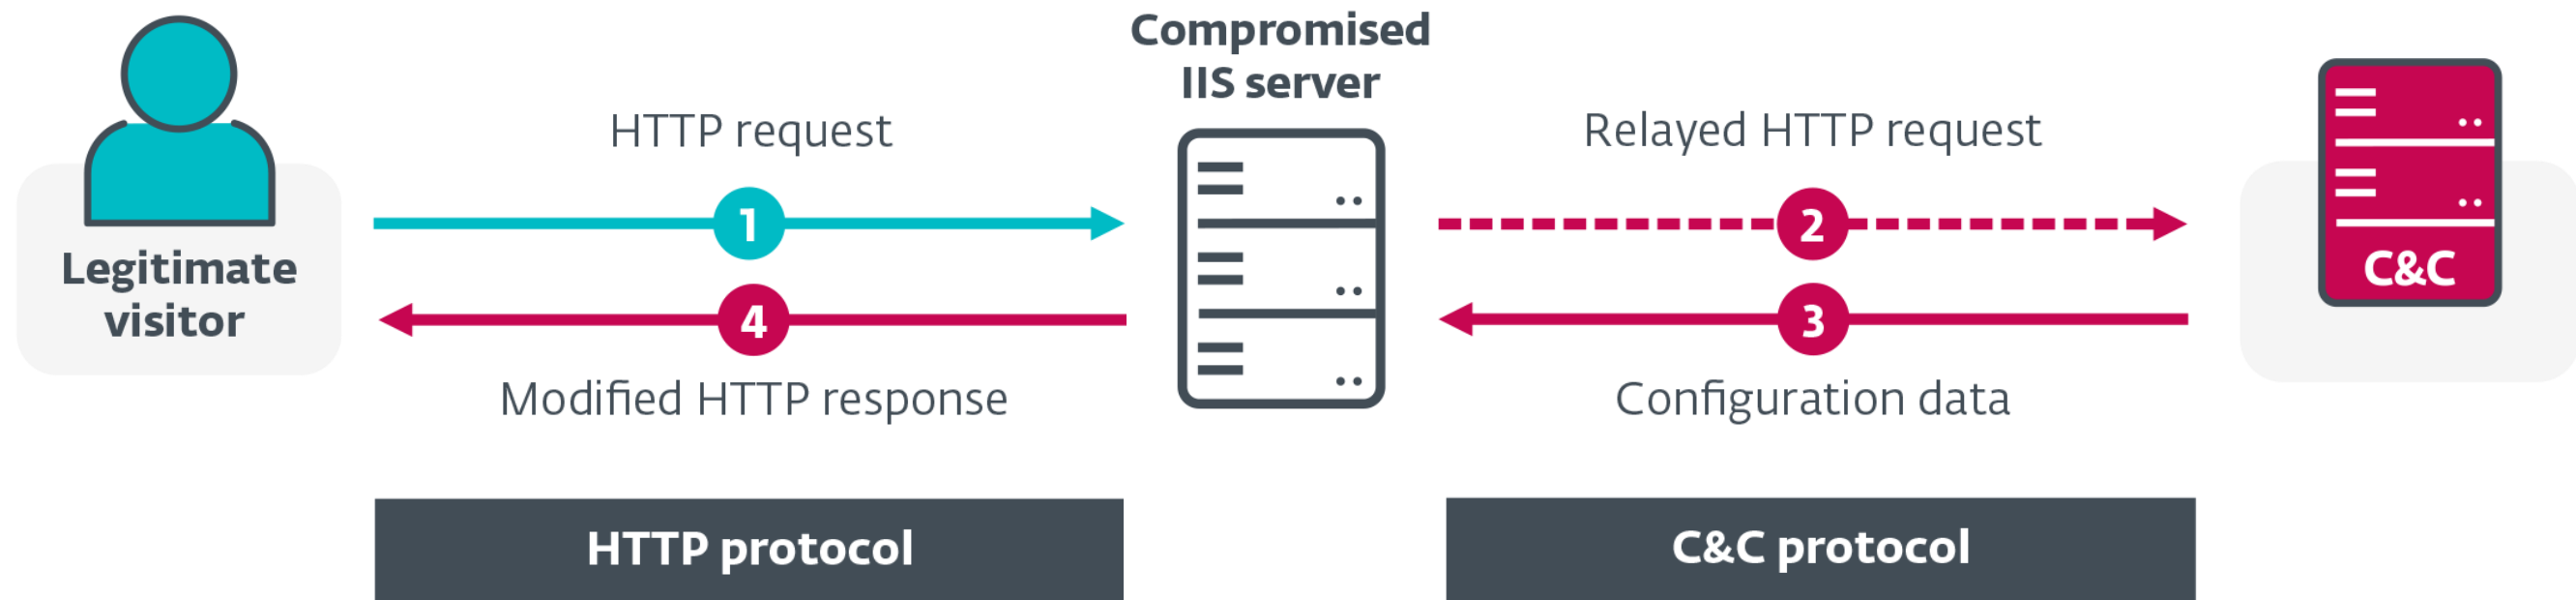 Compromised
IIS server
HTTP request
Relayed HTTP request
1
2
Legitimate
visitor
C&C
4
3
Modified HTTP response
Configuration data
HTTP protocol
C&C protocol